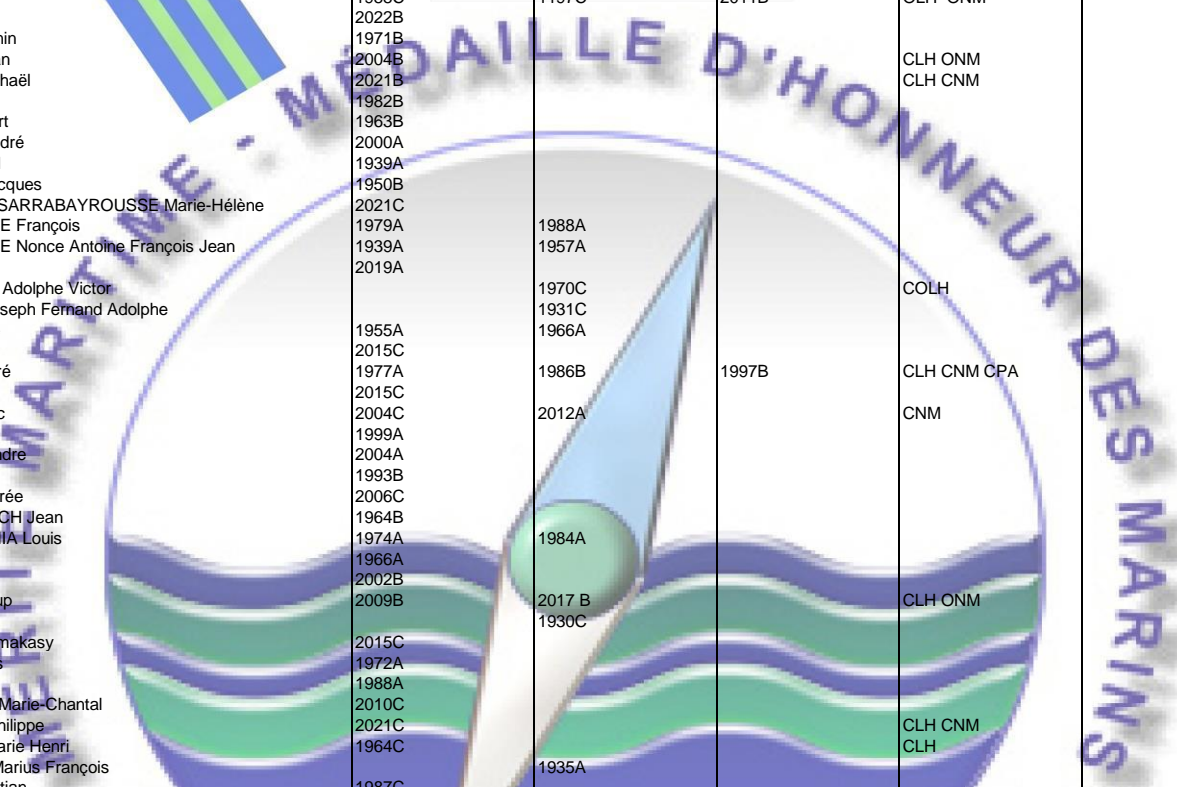 MÉRITE MARITIME - MÉDAILLE D'HONNEUR DES MARINS
2022B
nin 1971B
an 2004B CLH ONM
haël 2021B CLH CNM
1982B
rt 1963B
dré 2000A
1939A
cques 1950B
SARRABAYROUSSE Marie-Hélène 2021C
E François 1979A 1988A
E Nonce Antoine François Jean 1939A 1957A
2019A
Adolphe Victor 1970C COLH
seph Fernand Adolphe 1931C
1955A 1966A
2015C
ré 1977A 1986B 1997B CLH CNM CPA
2015C
c 2004C 2012A CNM
1999A
ndre 2004A
1993B
rée 2006C
CH Jean 1964B
IIA Louis 1974A 1984A
1966A
2002B
up 2009B 2017 B CLH ONM
1930C
makasy 2015C
s 1972A
1988A
Marie-Chantal 2010C
hilippe 2021C CLH CNM
arie Henri 1964C CLH
Marius François 1935A
tian 1987C